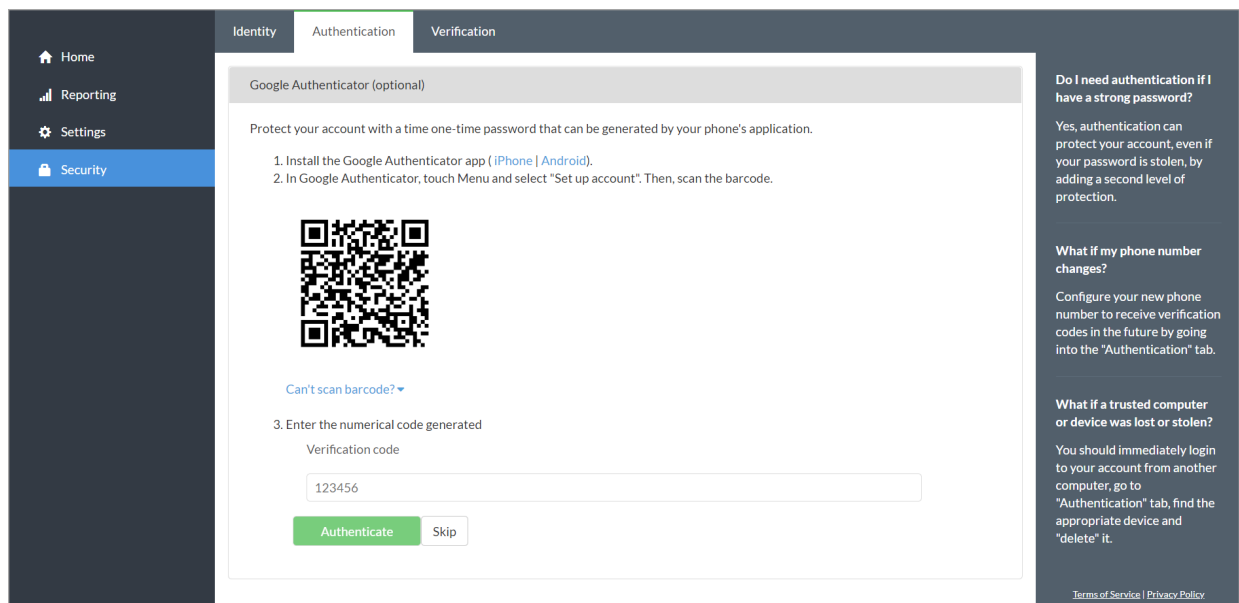 Home
Reporting
Settings
Security
Identity
Authentication
Verification
Google Authenticator (optional)
Protect your account with a time one-time password that can be generated by your phone's application.
1. Install the Google Authenticator app ( iPhone | Android).
2. In Google Authenticator, touch Menu and select "Set up account". Then, scan the barcode.
Can't scan barcode?
3. Enter the numerical code generated
Verification code
123456
Authenticate
Skip
Do I need authentication if I
have a strong password?
Yes, authentication can
protect your account, even if
your password is stolen, by
adding a second level of
protection.
What if my phone number
changes?
Configure your new phone
number to receive verification
codes in the future by going
into the "Authentication" tab.
What if a trusted computer
or device was lost or stolen?
You should immediately login
to your account from another
computer, go to
"Authentication" tab, find the
appropriate device and
"delete" it.
Terms of Service | Privacy Policy